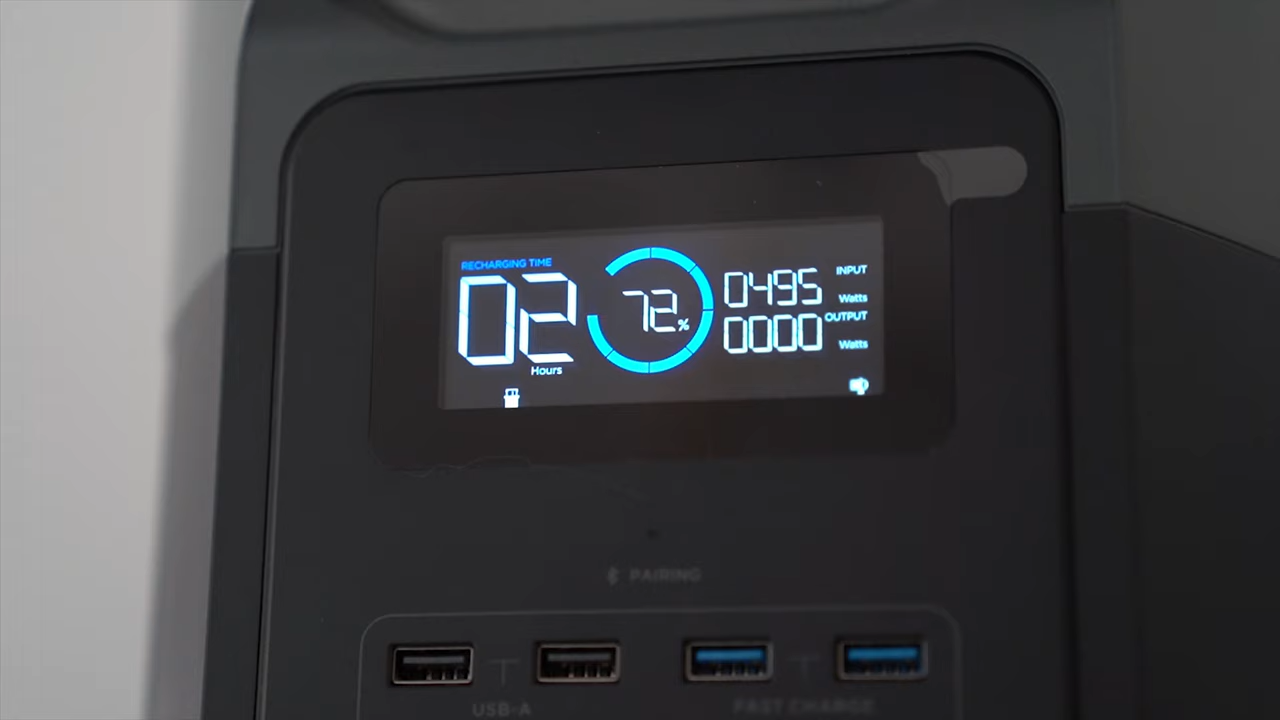 RECHARGING TIME
02
Hours
72%
0495 INPUT
Watts
0000 OUTPUT
Watts
PAIRING
USB-A
FAST CHARGE